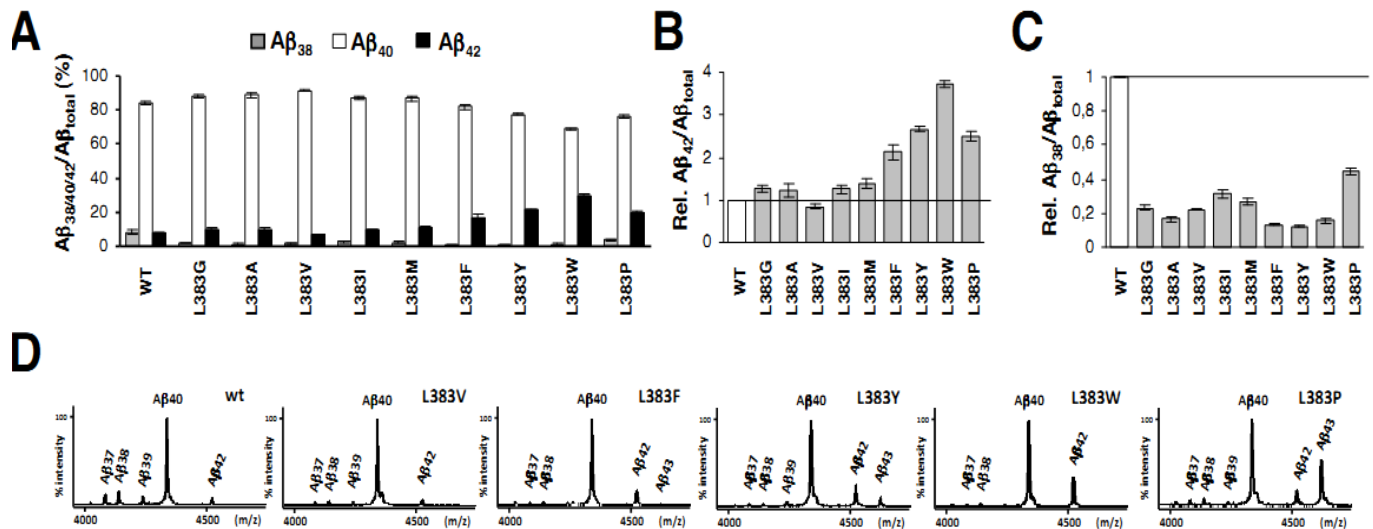 A
Aβ38 Aβ40 Aβ42
Aβ38/40/42/Aβtotal (%)
100
80
60
40
20
0
WT L383G L383A L383V L383I L383M L383F L383Y L383W L383P
B
Rel. Aβ42/Aβtotal
4
3
2
1
0
WT L383G L383A L383V L383I L383M L383F L383Y L383W L383P
C
Rel. Aβ38/Aβtotal
1
0,8
0,6
0,4
0,2
0
WT L383G L383A L383V L383I L383M L383F L383Y L383W L383P
D
wt
% intensity
100
Aβ37 Aβ38 Aβ39 Aβ40 Aβ42
4000 4500 (m/z)
L383V
% intensity
100
Aβ37 Aβ38 Aβ39 Aβ40 Aβ42
4000 4500 (m/z)
L383F
% intensity
100
Aβ37 Aβ38 Aβ40 Aβ42 Aβ43
4000 4500 (m/z)
L383Y
% intensity
100
Aβ37 Aβ38 Aβ39 Aβ40 Aβ42 Aβ43
4000 4500 (m/z)
L383W
% intensity
100
Aβ37 Aβ38 Aβ40 Aβ42
4000 4500 (m/z)
L383P
% intensity
100
Aβ37 Aβ38 Aβ39 Aβ40 Aβ42 Aβ43
4000 4500 (m/z)